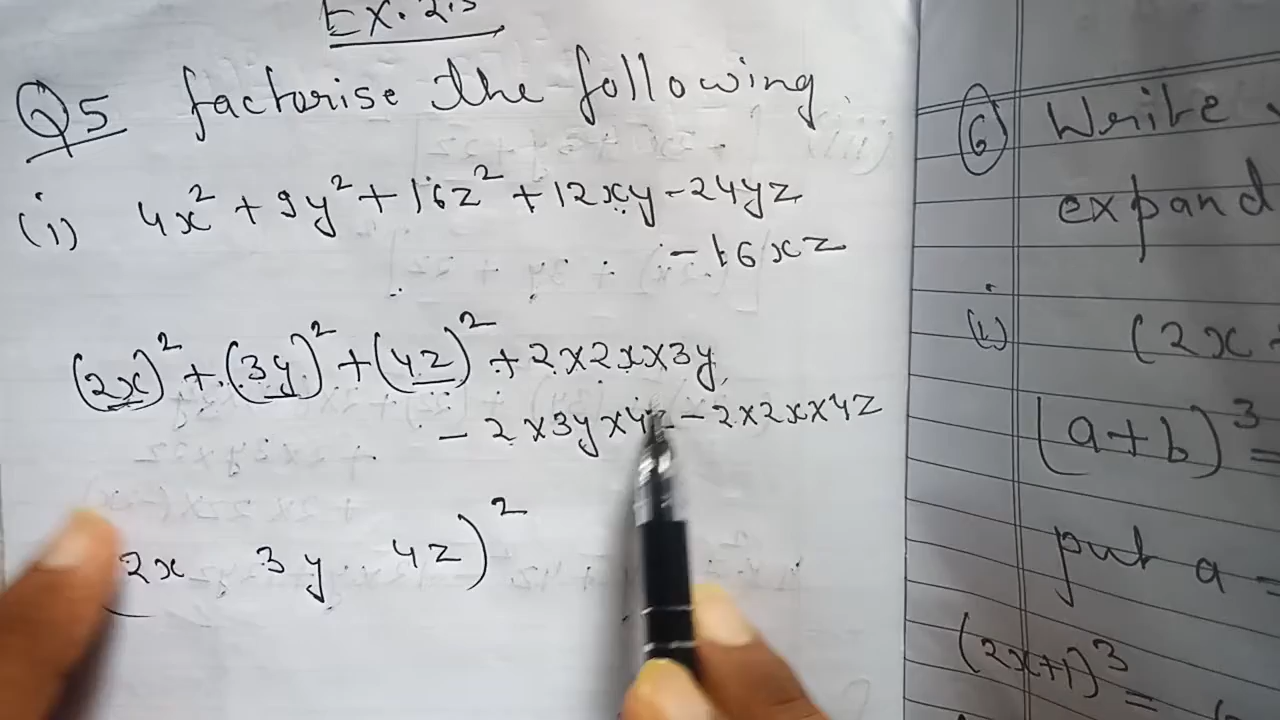 Ex. 2.5
Q5 factorise the following.
(i) 4x² + 9y² + 16z² + 12xy - 24yz
- 16xz
(2x)² + (3y)² + (4z)² + 2×2x×3y
- 2×3y×4z - 2×2x×4z
(2x 3y 4z)²
(6) Write
expand
(i) (2x
(a+b)³ =
put a =
(2x+1)³ =